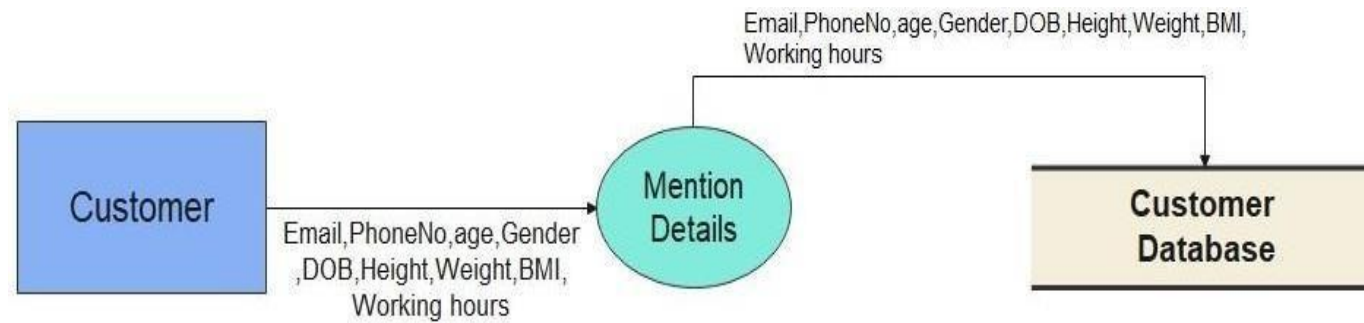 Email,PhoneNo,age,Gender,DOB,Height,Weight,BMI,
Working hours
Customer
Email,PhoneNo,age,Gender
,DOB,Height,Weight,BMI,
Working hours
Mention
Details
Customer
Database